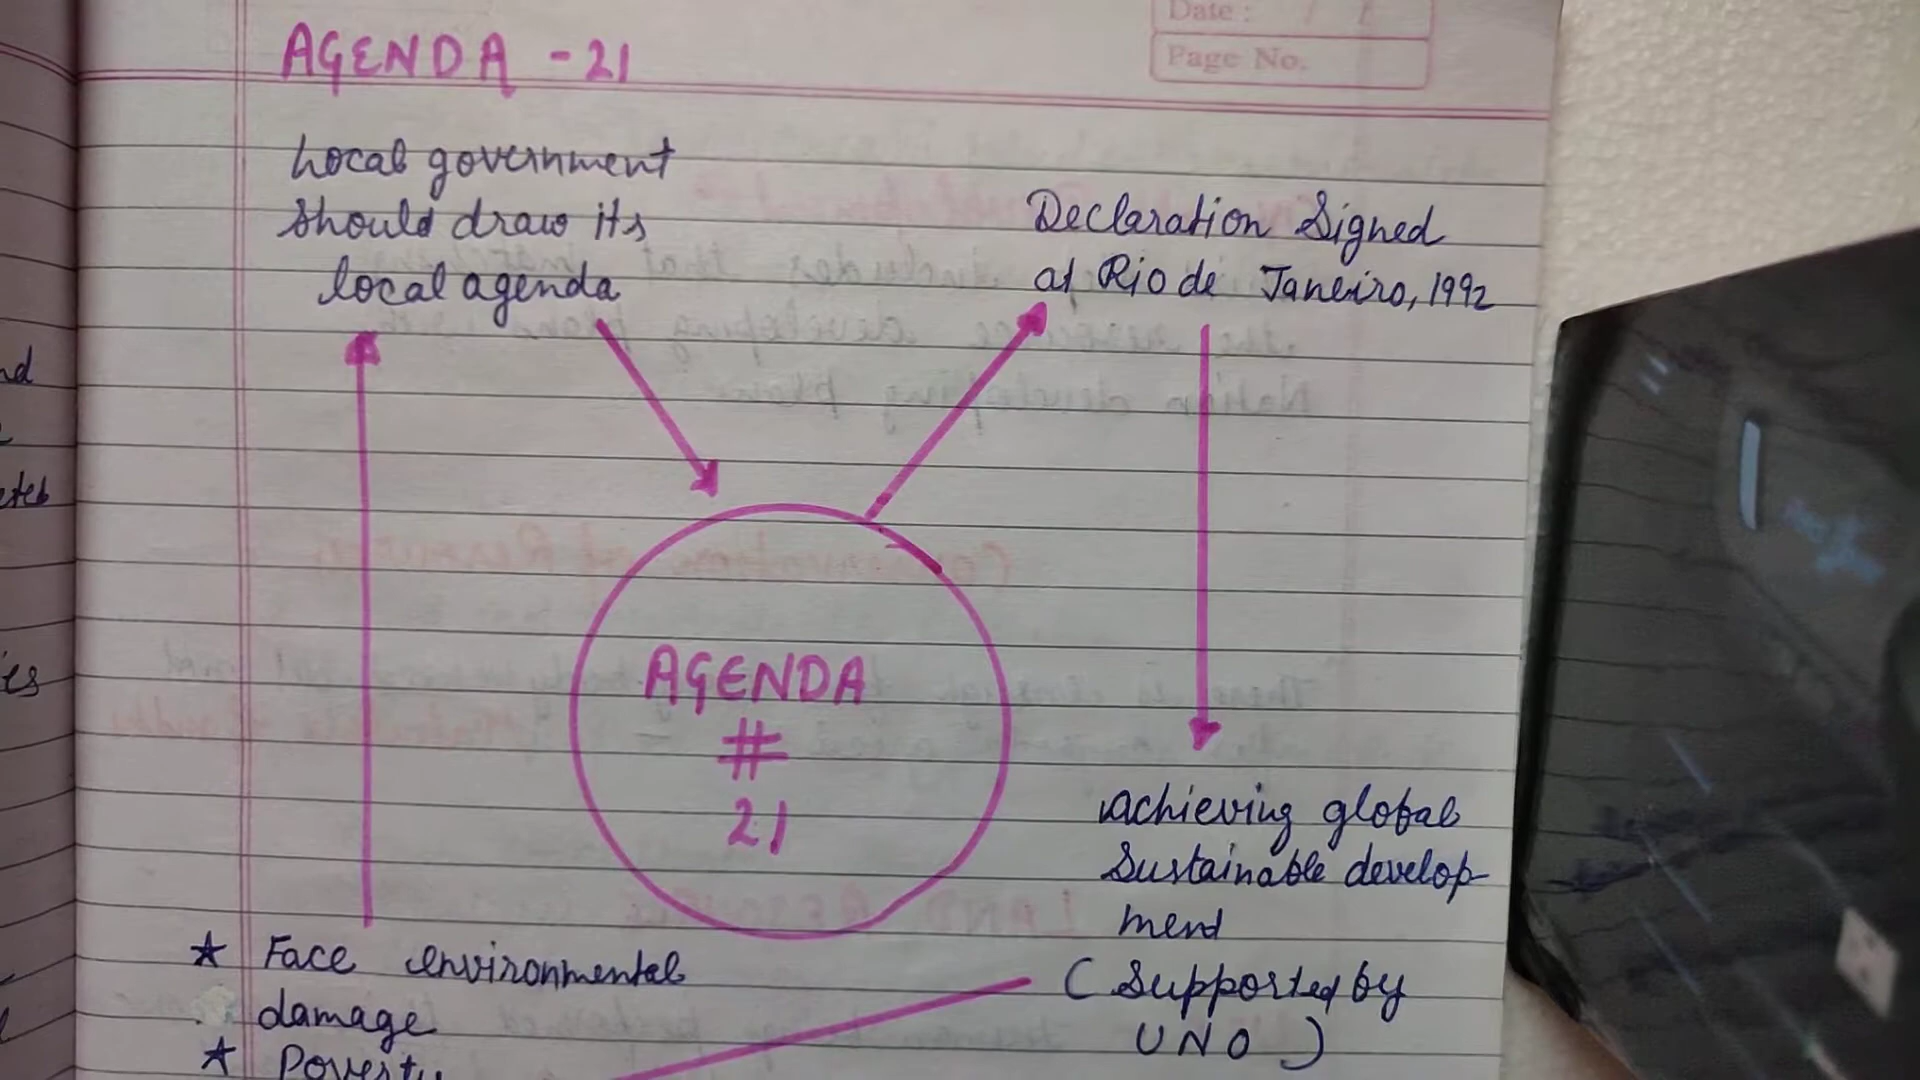 Date : / /
Page No.
AGENDA - 21
Local government
should draw its
local agenda
Declaration Signed
at Rio de Janeiro, 1992
AGENDA
#
21
achieving global
Sustainable develop-
ment
( Supported by
UNO )
★ Face environmental
damage
★ Poverty